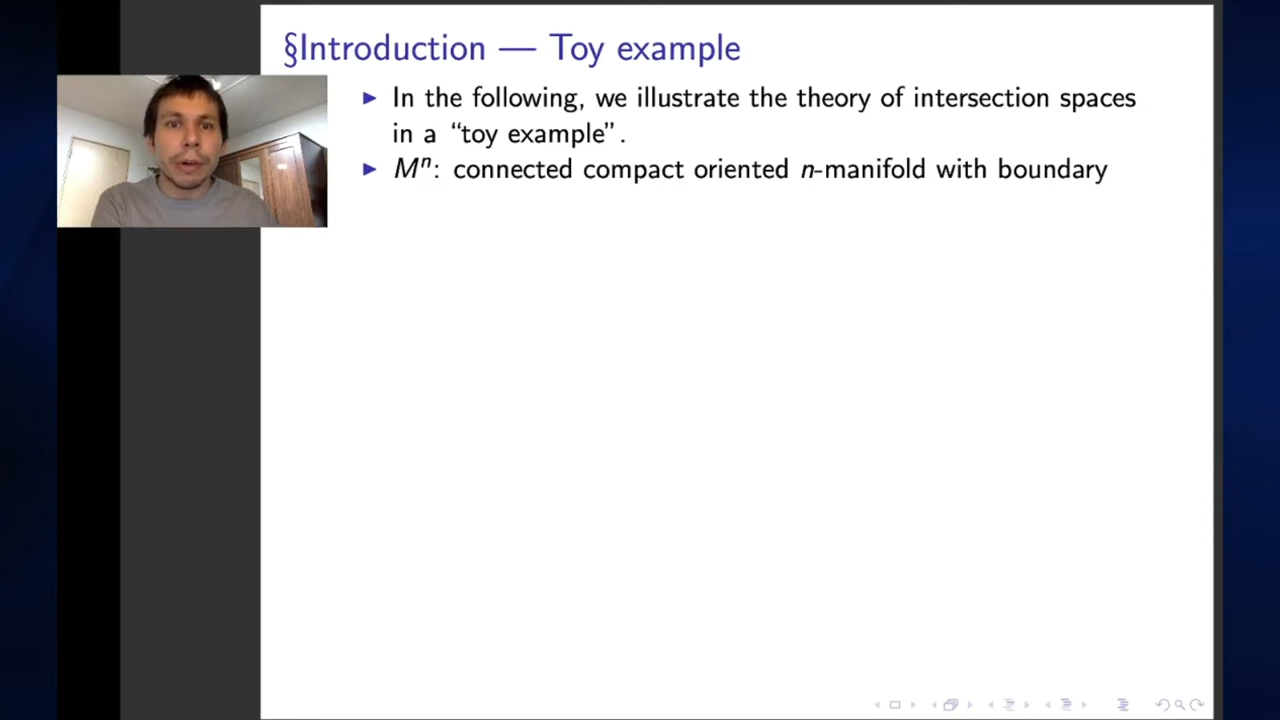 §Introduction — Toy example
▶ In the following, we illustrate the theory of intersection spaces
in a “toy example”.
▶ Mⁿ: connected compact oriented n-manifold with boundary